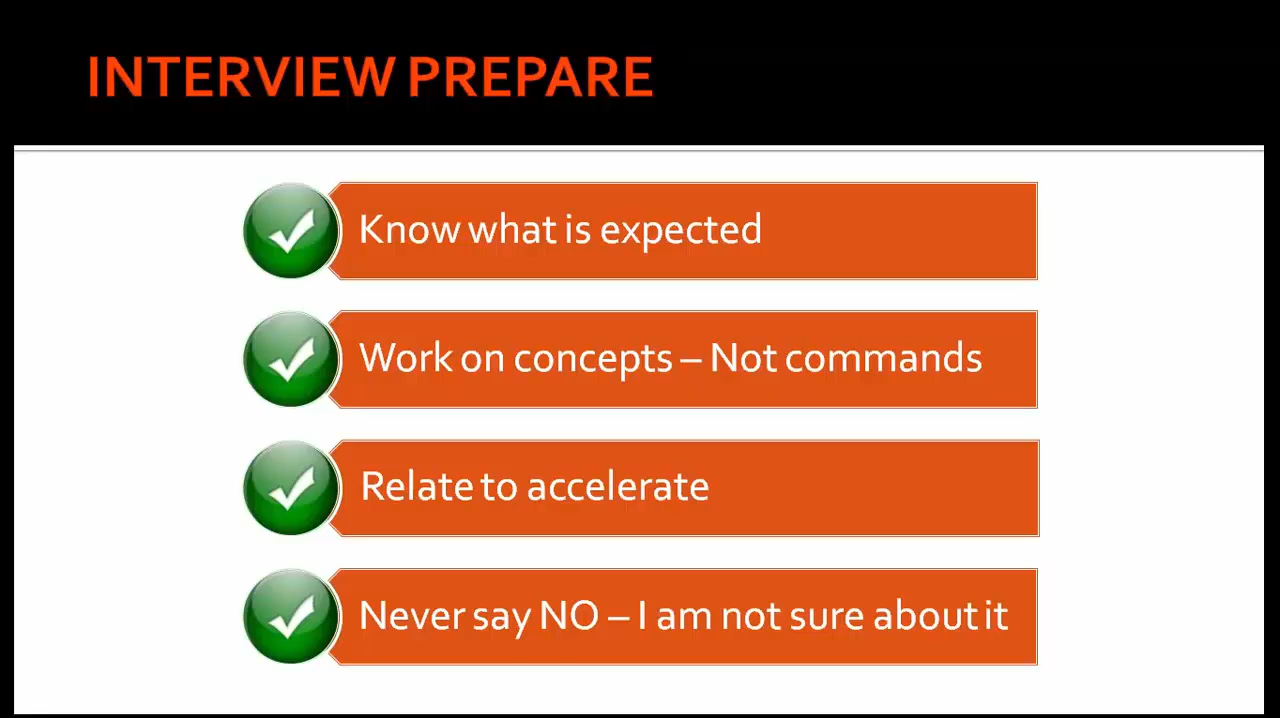 INTERVIEW PREPARE
Know what is expected
Work on concepts – Not commands
Relate to accelerate
Never say NO – I am not sure about it